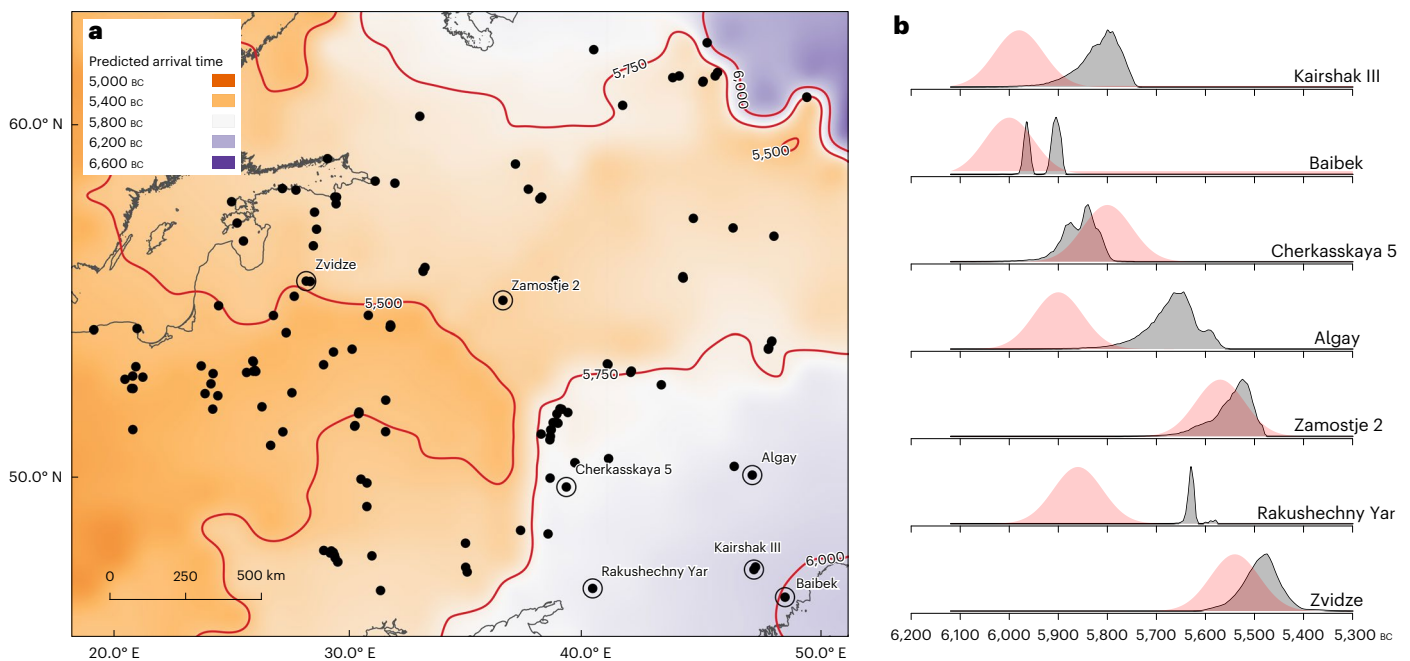 a
Predicted arrival time
5,000 BC
5,400 BC
5,800 BC
6,200 BC
6,600 BC
60.0° N
50.0° N
5,750
6,000
5,500
Zvidze
Zamostje 2
5,500
5,750
Algay
Cherkasskaya 5
Kairshak III
6,000
Rakushechny Yar
Baibek
0 250 500 km
20.0° E 30.0° E 40.0° E 50.0° E
b
Kairshak III
Baibek
Cherkasskaya 5
Algay
Zamostje 2
Rakushechny Yar
Zvidze
6,200 6,100 6,000 5,900 5,800 5,700 5,600 5,500 5,400 5,300 BC